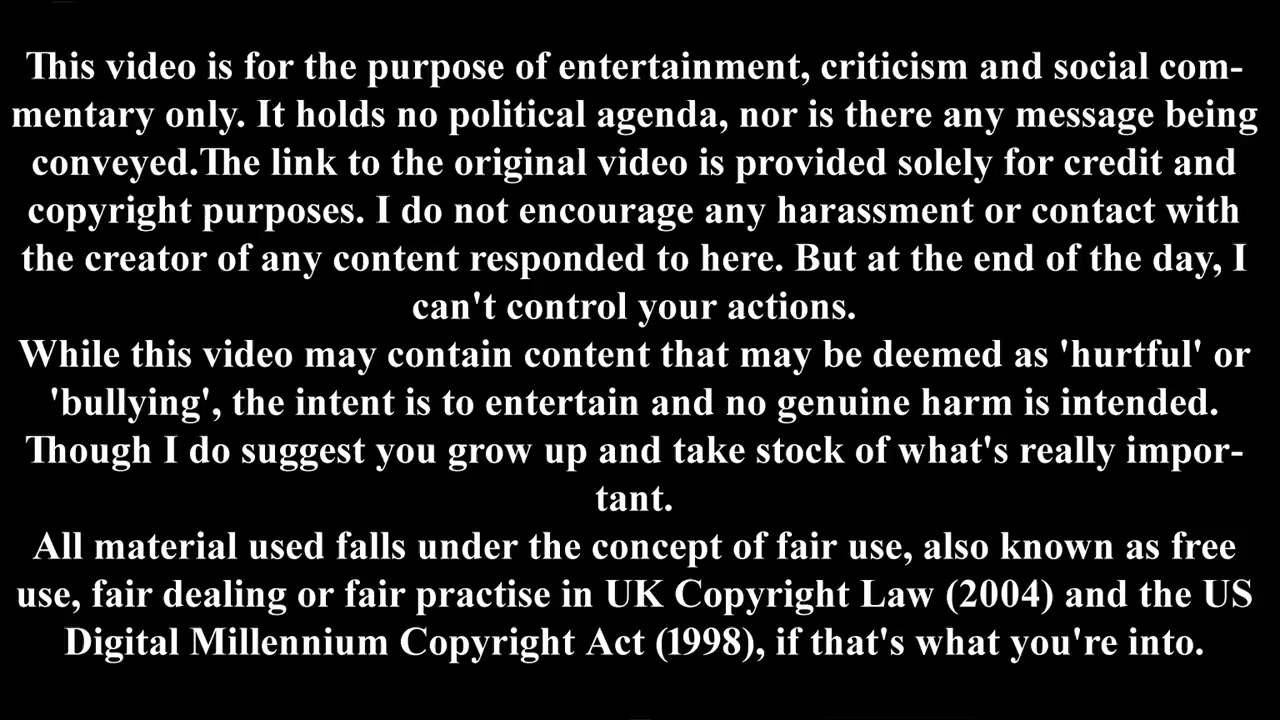 This video is for the purpose of entertainment, criticism and social com-
mentary only. It holds no political agenda, nor is there any message being
conveyed.The link to the original video is provided solely for credit and
copyright purposes. I do not encourage any harassment or contact with
the creator of any content responded to here. But at the end of the day, I
can't control your actions.
While this video may contain content that may be deemed as 'hurtful' or
'bullying', the intent is to entertain and no genuine harm is intended.
Though I do suggest you grow up and take stock of what's really impor-
tant.
All material used falls under the concept of fair use, also known as free
use, fair dealing or fair practise in UK Copyright Law (2004) and the US
Digital Millennium Copyright Act (1998), if that's what you're into.